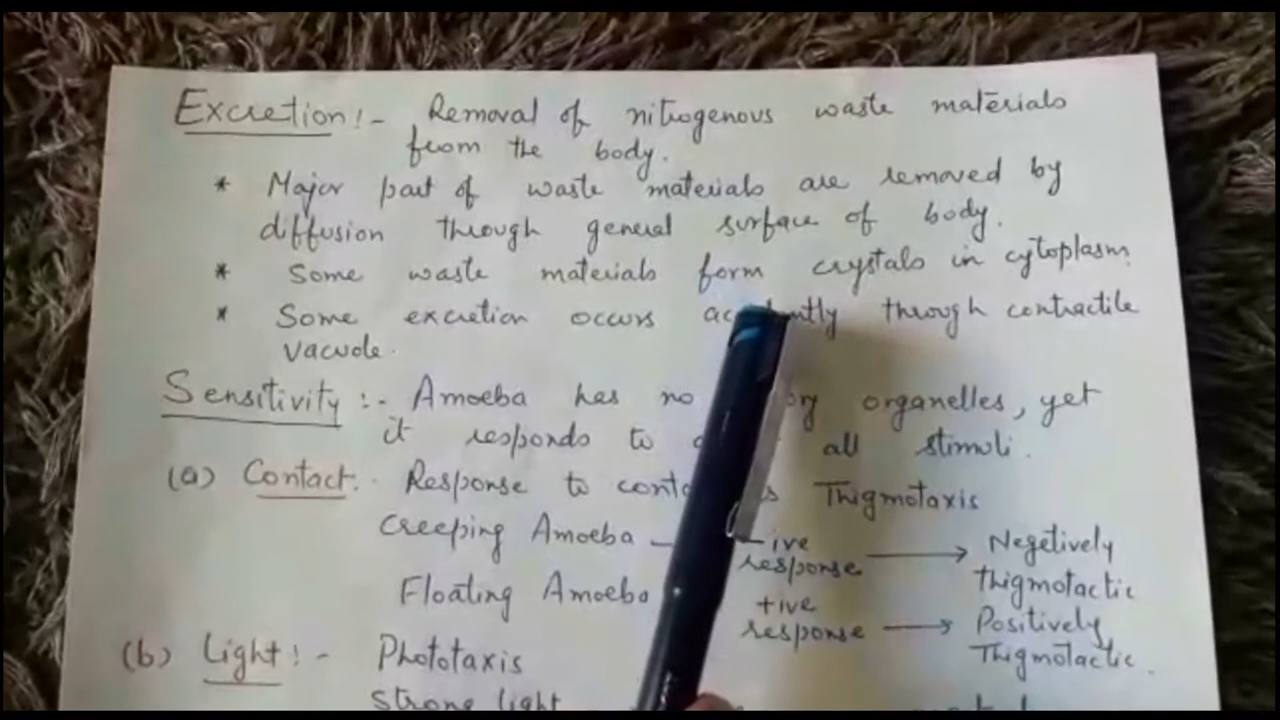 Excretion!- Removal of nitrogenous waste materials
from the body.
* Major part of waste materials are removed by
diffusion through general surface of body.
* Some waste materials form crystals in cytoplasm.
* Some excretion occurs through contractile
vacuole.
Sensitivity :- Amoeba has no organelles, yet
it responds to all stimuli.
(a) Contact.- Response to Thigmotaxis
Creeping Amoeba — -ive response → Negetively thigmotactic
Floating Amoeba +ive response → Positively Thigmotactic.
(b) Light!- Phototaxis
Strong light